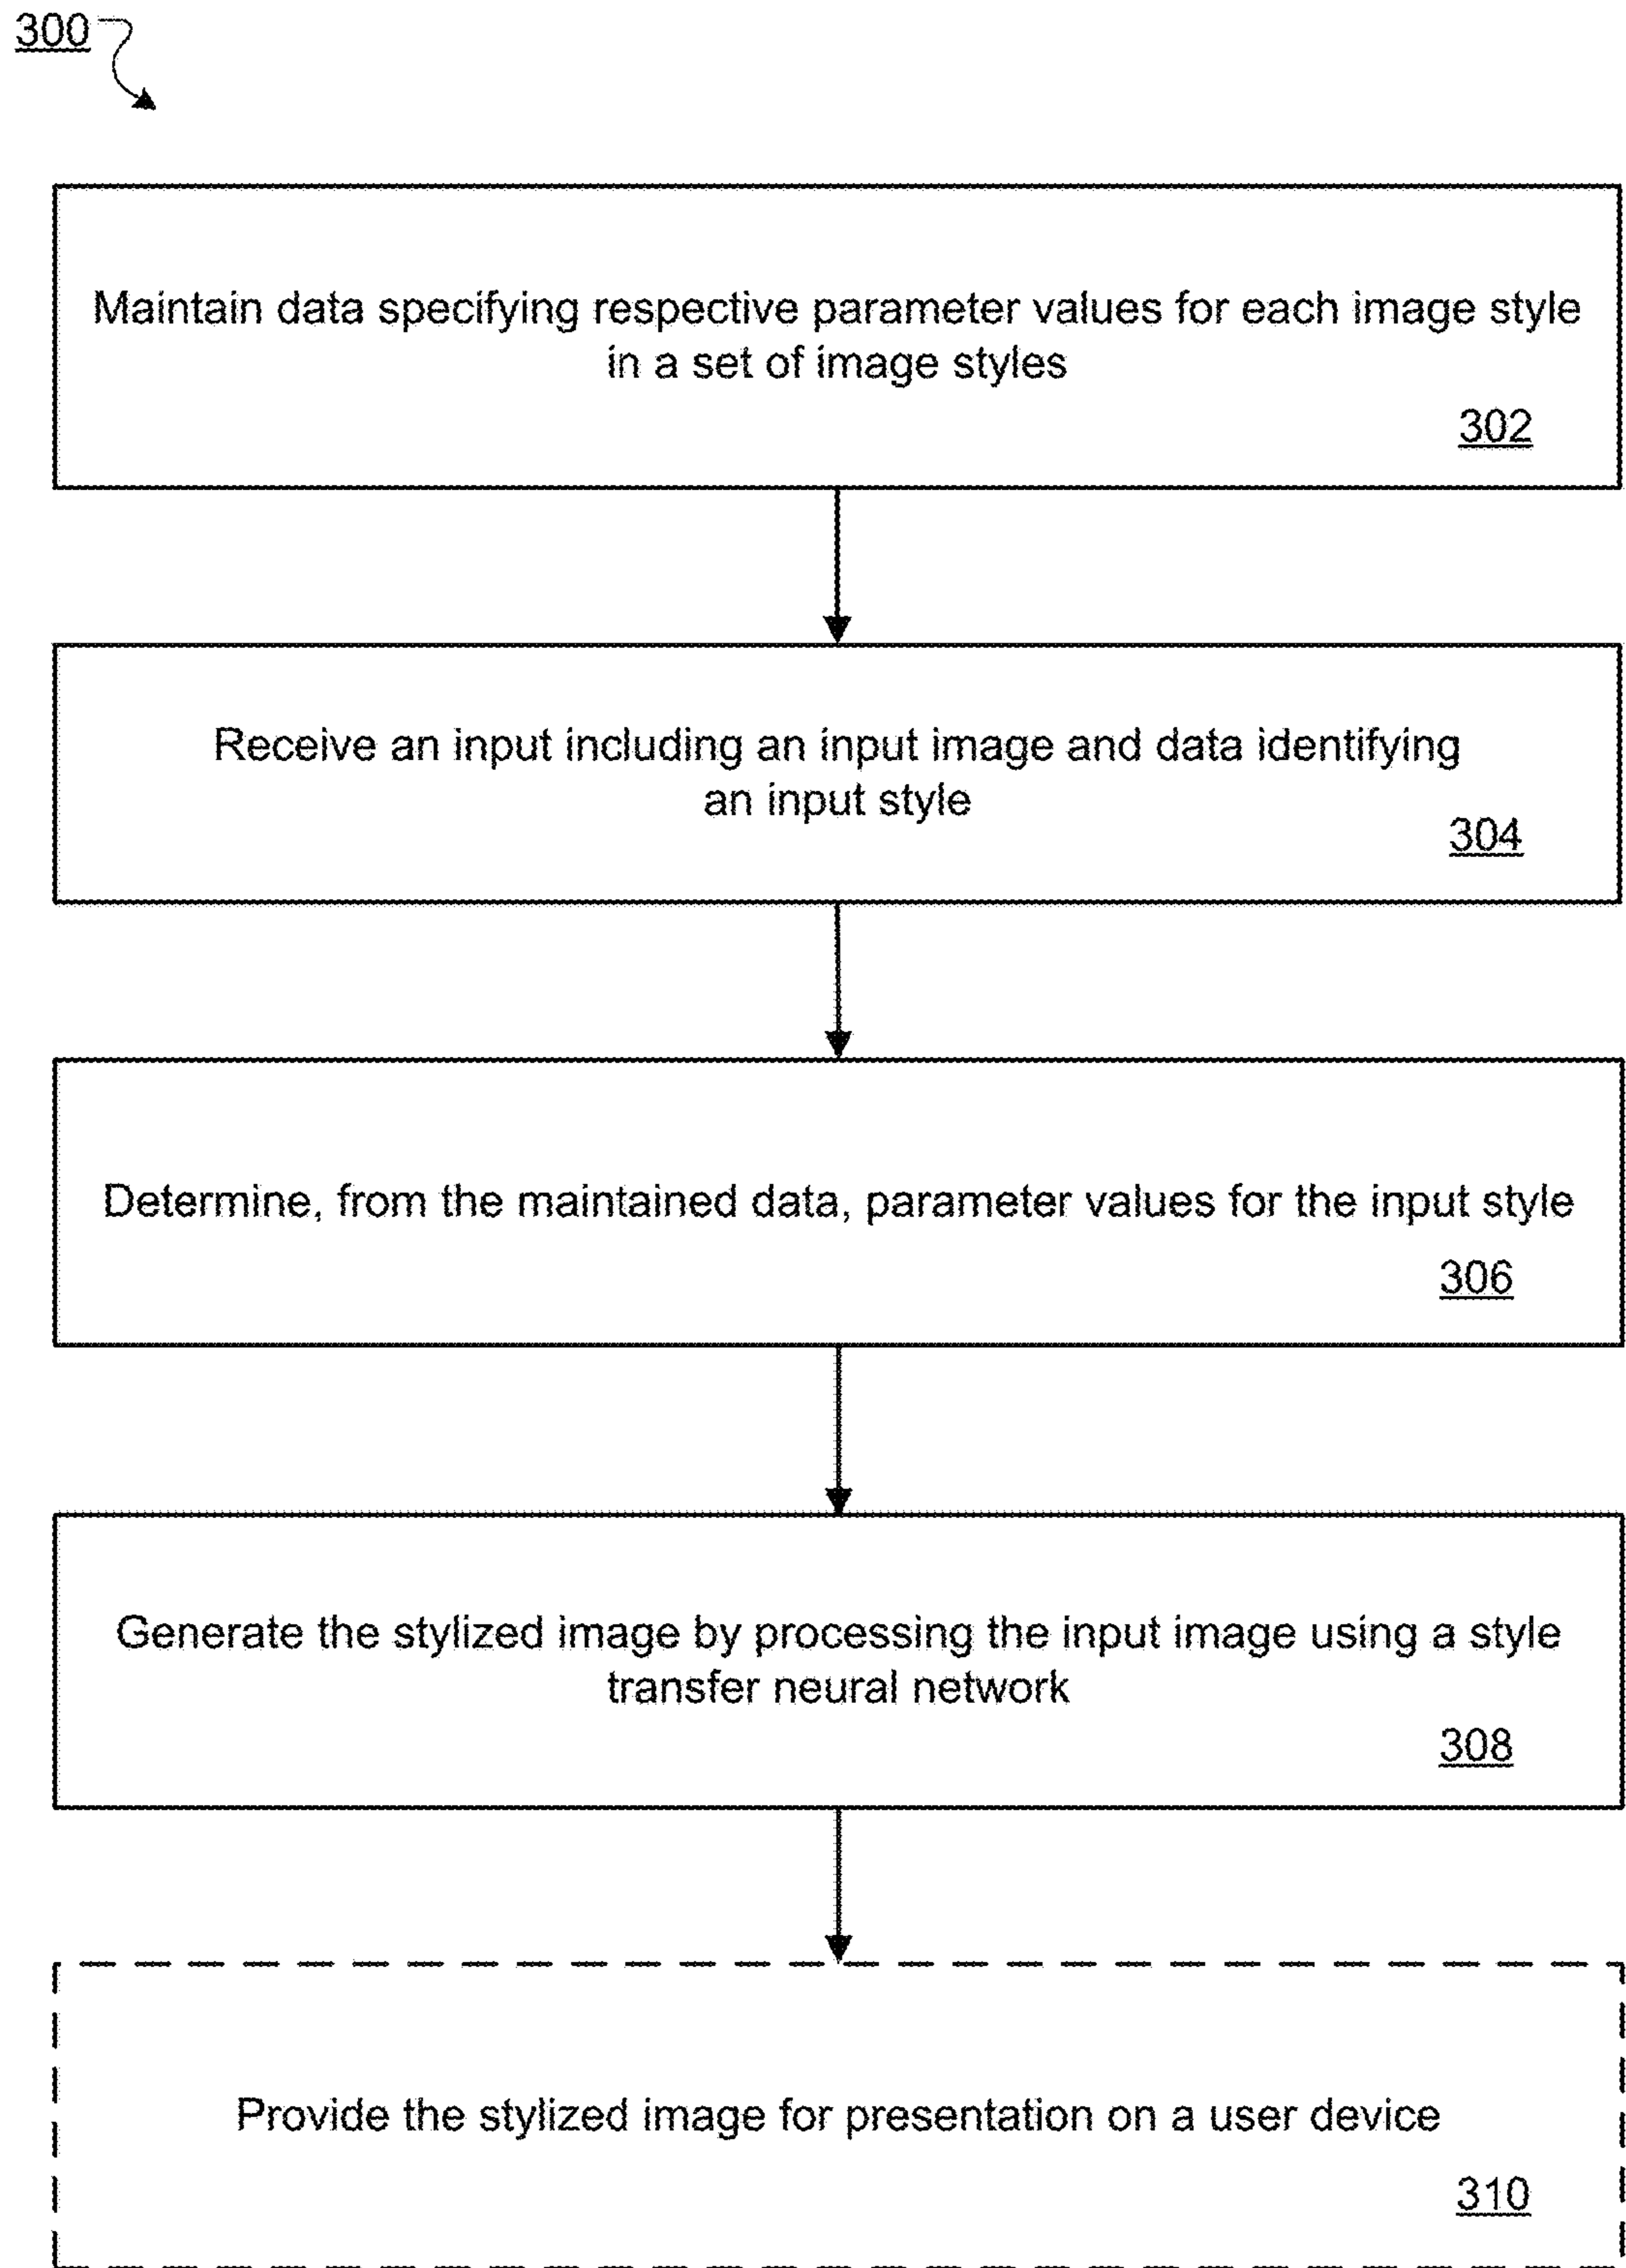 300
Maintain data specifying respective parameter values for each image style
in a set of image styles
302
Receive an input including an input image and data identifying
an input style
304
Determine, from the maintained data, parameter values for the input style
306
Generate the stylized image by processing the input image using a style
transfer neural network
308
Provide the stylized image for presentation on a user device
310